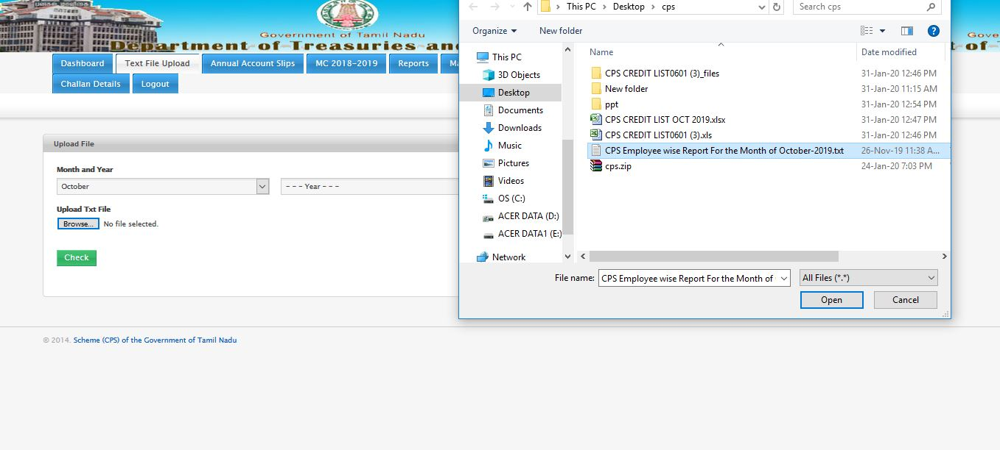 Government of Tamil Nadu
Department of Treasuries an
Gove
t of
Dashboard
Text File Upload
Annual Account Slips
MC 2018-2019
Reports
Ma
Challan Details
Logout
Upload File
Month and Year
October
- - - Year - - -
Upload Txt File
Browse... No file selected.
Check
© 2014. Scheme (CPS) of the Government of Tamil Nadu
This PC > Desktop > cps
Search cps
Organize
New folder
This PC
3D Objects
Desktop
Documents
Downloads
Music
Pictures
Videos
OS (C:)
ACER DATA (D:)
ACER DATA1 (E:)
Network
Name Date modified
CPS CREDIT LIST0601 (3)_files 31-Jan-20 12:46 PM
New folder 31-Jan-20 11:15 AM
ppt 31-Jan-20 12:54 PM
CPS CREDIT LIST OCT 2019.xlsx 31-Jan-20 12:47 PM
CPS CREDIT LIST0601 (3).xls 31-Jan-20 12:46 PM
CPS Employee wise Report For the Month of October-2019.txt 26-Nov-19 11:38 A...
cps.zip 24-Jan-20 7:03 PM
File name: CPS Employee wise Report For the Month of
All Files (*.*)
Open
Cancel